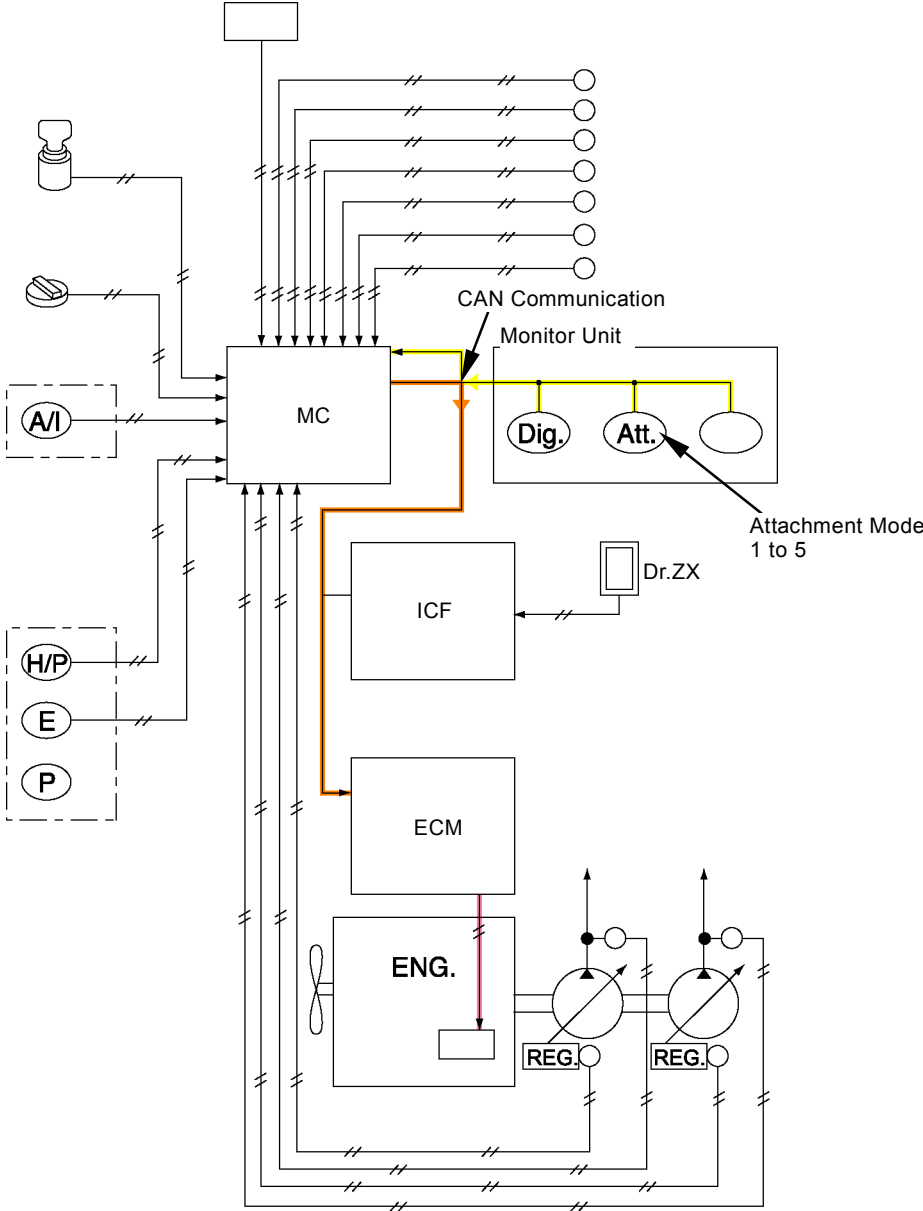 CAN Communication
Monitor Unit
MC
A/I
Dig.
Att.
Attachment Mode
1 to 5
Dr.ZX
ICF
H/P
E
P
ECM
ENG.
REG.
REG.